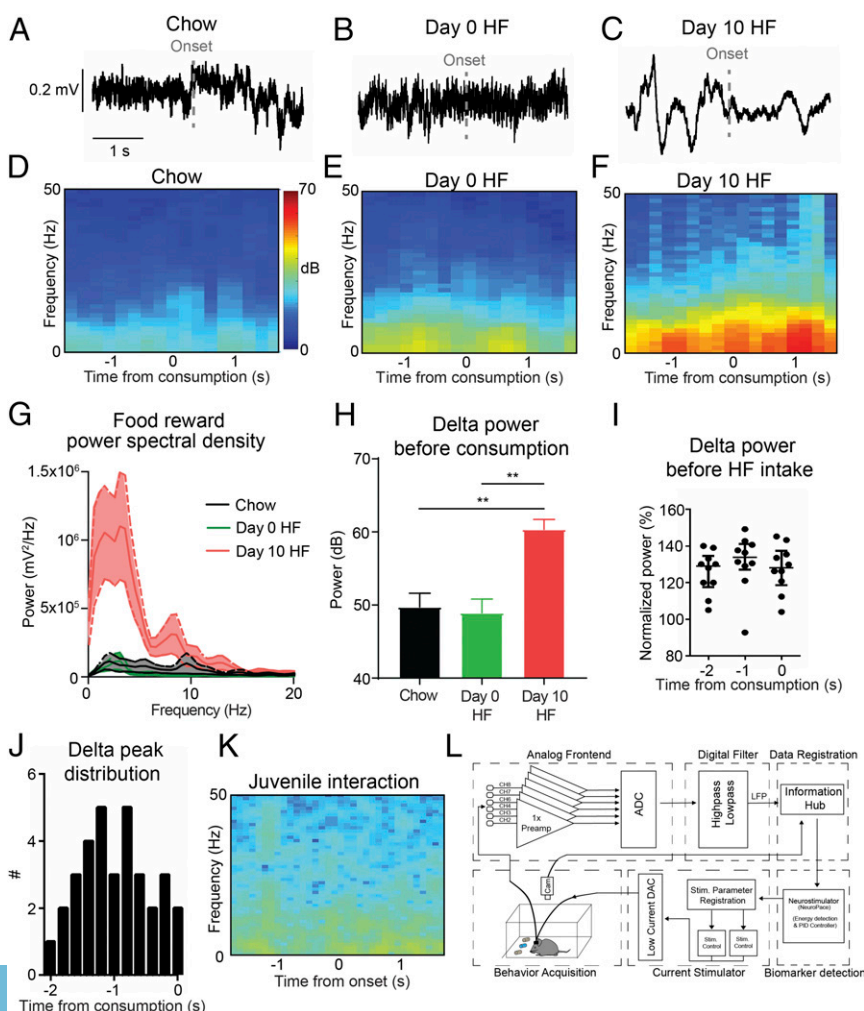 A
Chow
Onset
0.2 mV
1 s
B
Day 0 HF
Onset
C
Day 10 HF
Onset
D
Chow
50
Frequency (Hz)
0
70
dB
0
-1
0
1
Time from consumption (s)
E
Day 0 HF
50
Frequency (Hz)
0
-1
0
1
Time from consumption (s)
F
Day 10 HF
50
Frequency (Hz)
0
-1
0
1
Time from consumption (s)
G
Food reward
power spectral density
1.5x10⁶
10⁶
5x10⁵
0
Power (mV²/Hz)
Chow
Day 0 HF
Day 10 HF
0
10
20
Frequency (Hz)
H
Delta power
before consumption
80
60
50
40
Power (dB)
**
**
Chow
Day 0
HF
Day 10
HF
I
Delta power
before HF intake
160
140
120
100
80
Normalized power (%)
-2
-1
0
Time from consumption (s)
J
Delta peak
distribution
6
4
2
0
#
-2
-1
0
Time from consumption (s)
K
Juvenile interaction
50
Frequency (Hz)
0
-1
0
1
Time from onset (s)
L
Analog Frontend
Digital Filter
Data Registration
CH8
CH7
CH6
CH4
CH3
CH2
1x
Preamp
ADC
Highpass
Lowpass
LFP
Information
Hub
Cam
Low Current DAC
Stim. Parameter
Registration
Stim.
Control
Stim.
Control
Neurostimulator
(NeuroPace)
(Energy detection
& PID Controller)
Behavior Acquisition
Current Stimulator
Biomarker detection